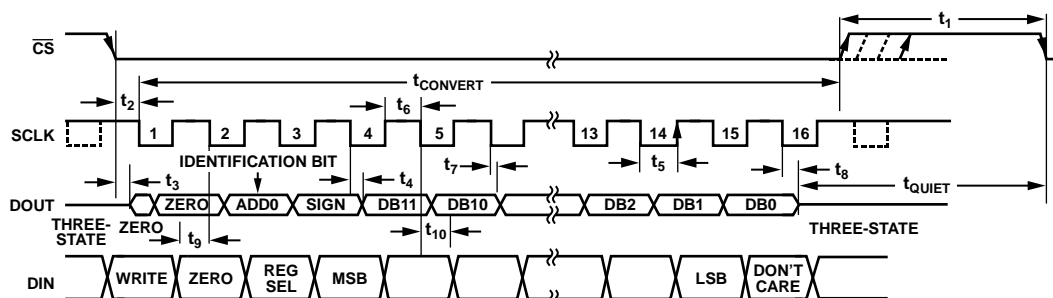 t1
CS
tCONVERT
t2
t6
SCLK
1 2 3 4 5 13 14 15 16
IDENTIFICATION BIT
t3 t4 t7 t5 t8
tQUIET
DOUT
ZERO ADD0 SIGN DB11 DB10 DB2 DB1 DB0
THREE-STATE
ZERO
THREE-STATE
t9
t10
DIN
WRITE ZERO REG SEL MSB LSB DON'T CARE